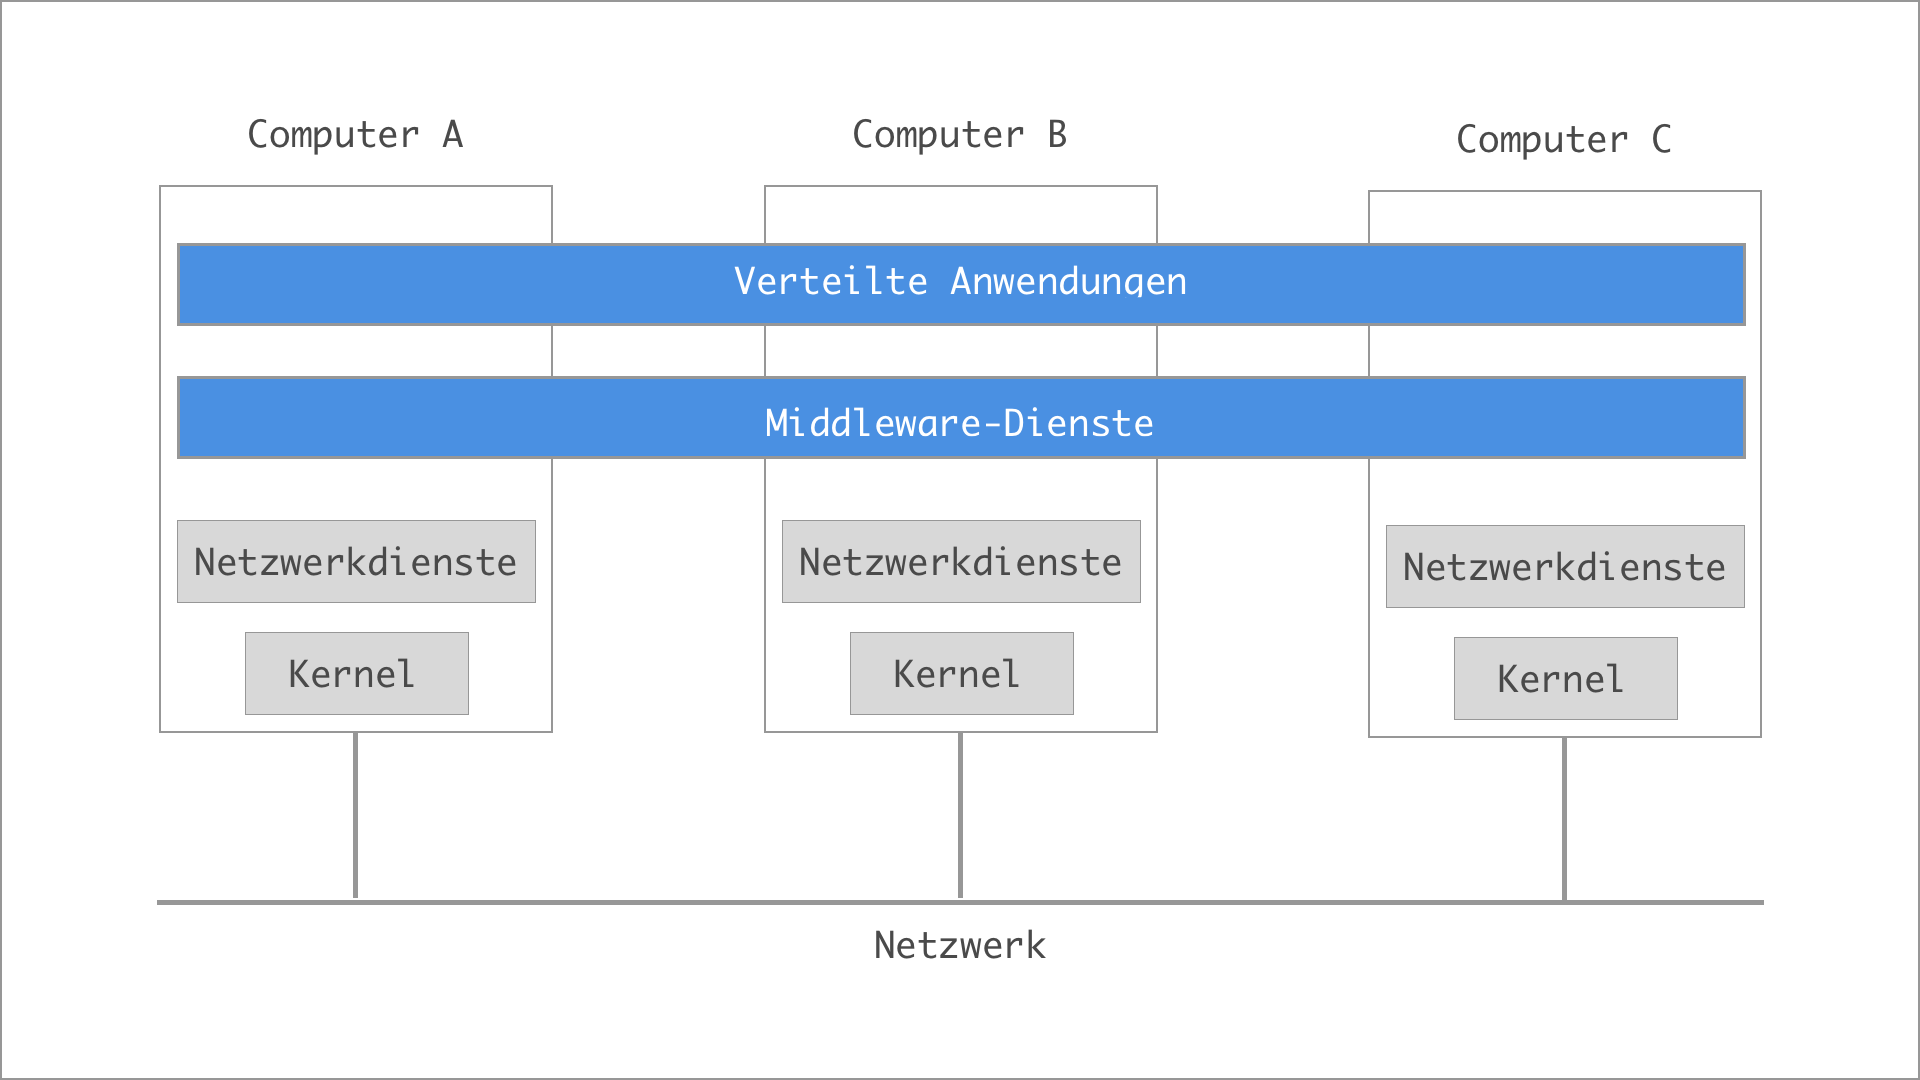 Computer A
Computer B
Computer C
Verteilte Anwendungen
Middleware-Dienste
Netzwerkdienste
Netzwerkdienste
Netzwerkdienste
Kernel
Kernel
Kernel
Netzwerk